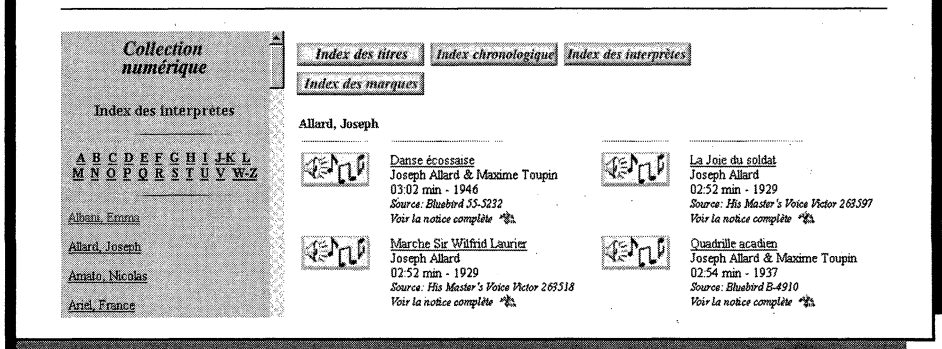 Collection
numérique
Index des interprètes
A B C D E F G H I J-K L
M N O P Q R S T U V W-Z
Albani, Emma
Allard, Joseph
Amato, Nicolas
Ariel, France
Index des titres Index chronologique Index des interprètes
Index des marques
Allard, Joseph
Danse écossaise
Joseph Allard & Maxime Toupin
03:02 min - 1946
Source: Bluebird 55-5232
Voir la notice complète
La Joie du soldat
Joseph Allard
02:52 min - 1929
Source: His Master's Voice Victor 263597
Voir la notice complète
Marche Sir Wilfrid Laurier
Joseph Allard
02:52 min - 1929
Source: His Master's Voice Victor 263518
Voir la notice complète
Quadrille acadien
Joseph Allard & Maxime Toupin
02:54 min - 1937
Source: Bluebird B-4910
Voir la notice complète